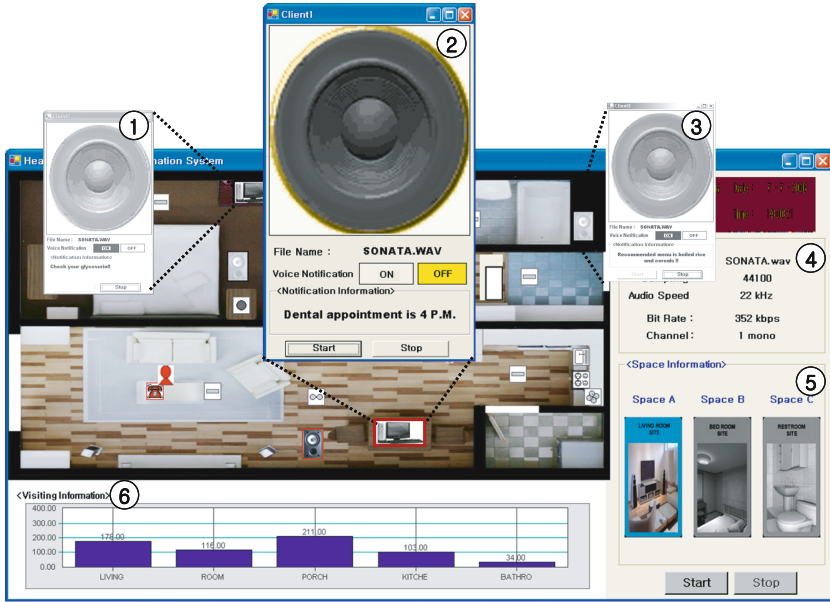 Client1
②
File Name : SONATA.WAV
Voice Notification ON OFF
<Notification Information>
Dental appointment is 4 P.M.
Start Stop
Client1
①
File Name : SONATA.WAV
Voice Notification ON OFF
<Notification Information>
Check your glycosuria!!
Stop
③
File Name : SONATA.WAV
Voice Notification ON OFF
<Notification Information>
Recommended menu is boiled rice
and cereals !!
Start Stop
Hea mation System
④
SONATA.wav
44100
Audio Speed 22 kHz
Bit Rate : 352 kbps
Channel : 1 mono
<Space Information>
⑤
Space A Space B Space C
LIVING ROOM
SITE
BED ROOM
SITE
RESTROOM
SITE
Start Stop
<Visiting Information>
⑥
400.00
300.00
200.00
100.00
0.00
178.00
116.00
211.00
103.00
34.00
LIVING ROOM PORCH KITCHE BATHRO